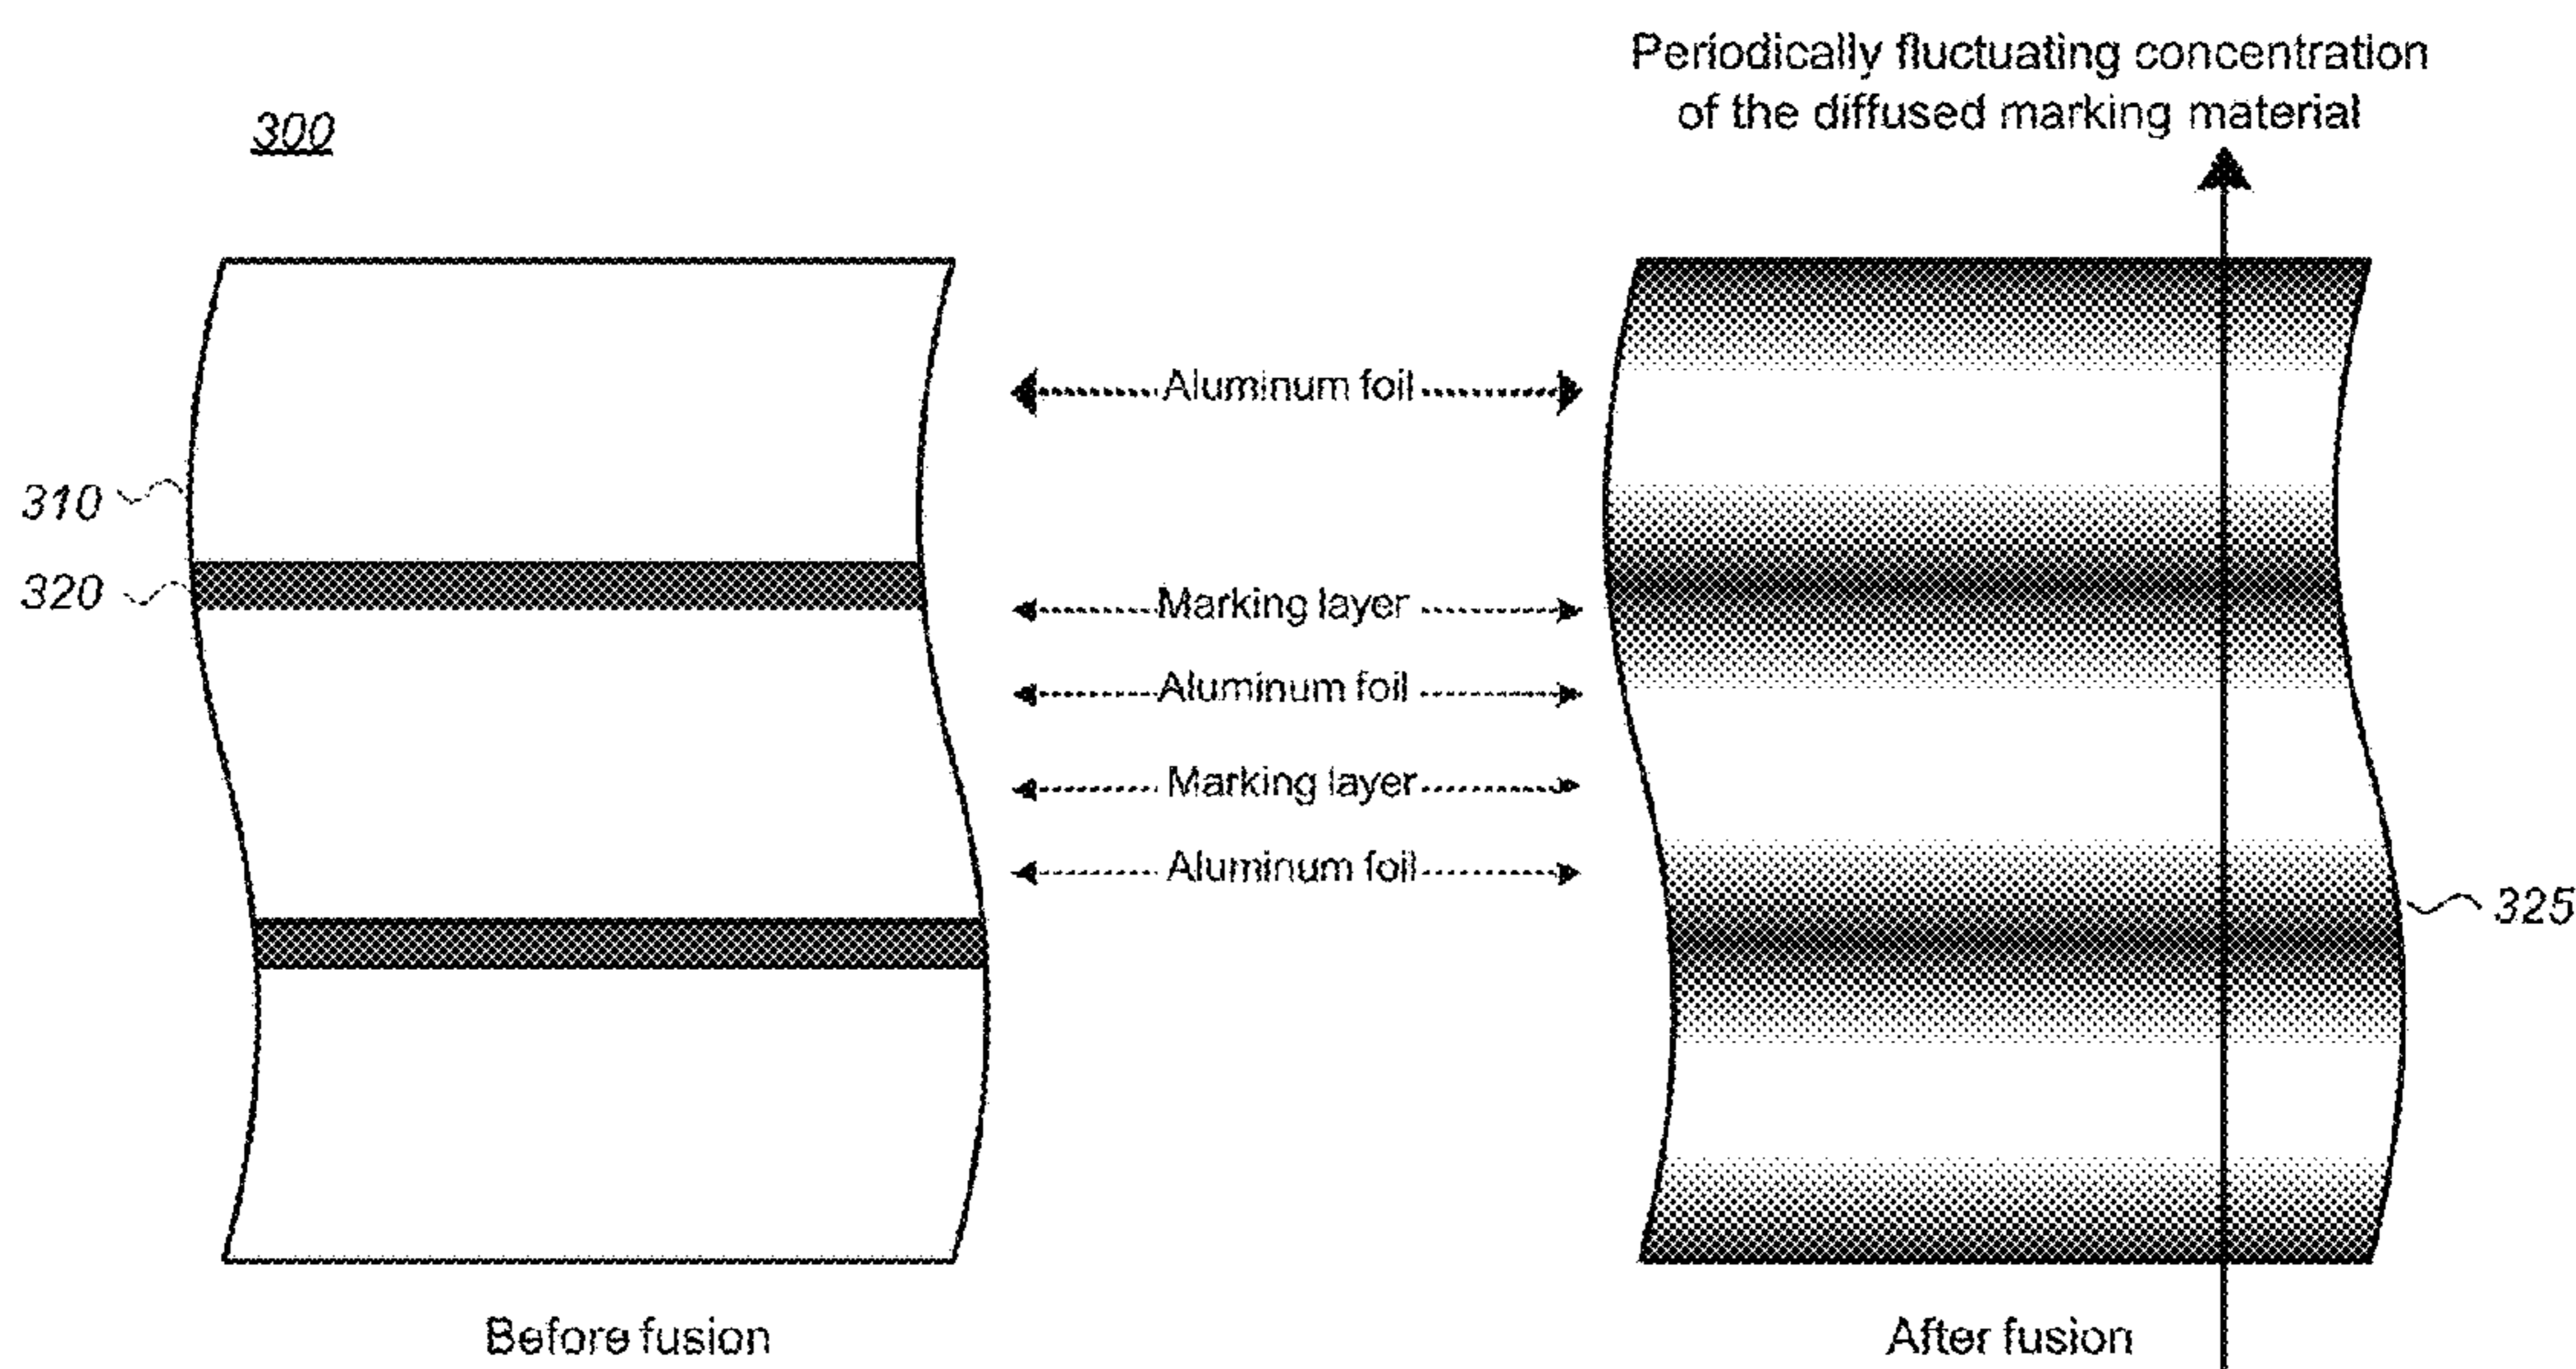 Periodically fluctuating concentration
of the diffused marking material
300
Aluminum foil
310
320
Marking layer
Aluminum foil
Marking layer
Aluminum foil
325
Before fusion
After fusion